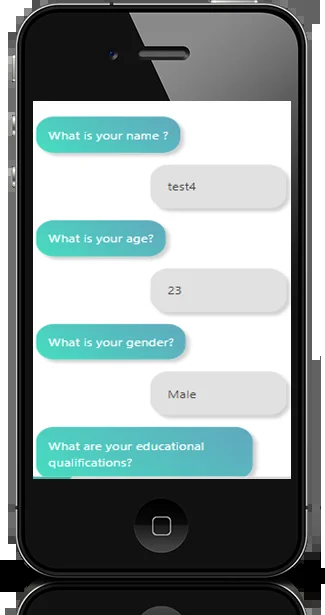 What is your name ?
test4
What is your age?
23
What is your gender?
Male
What are your educational
qualifications?